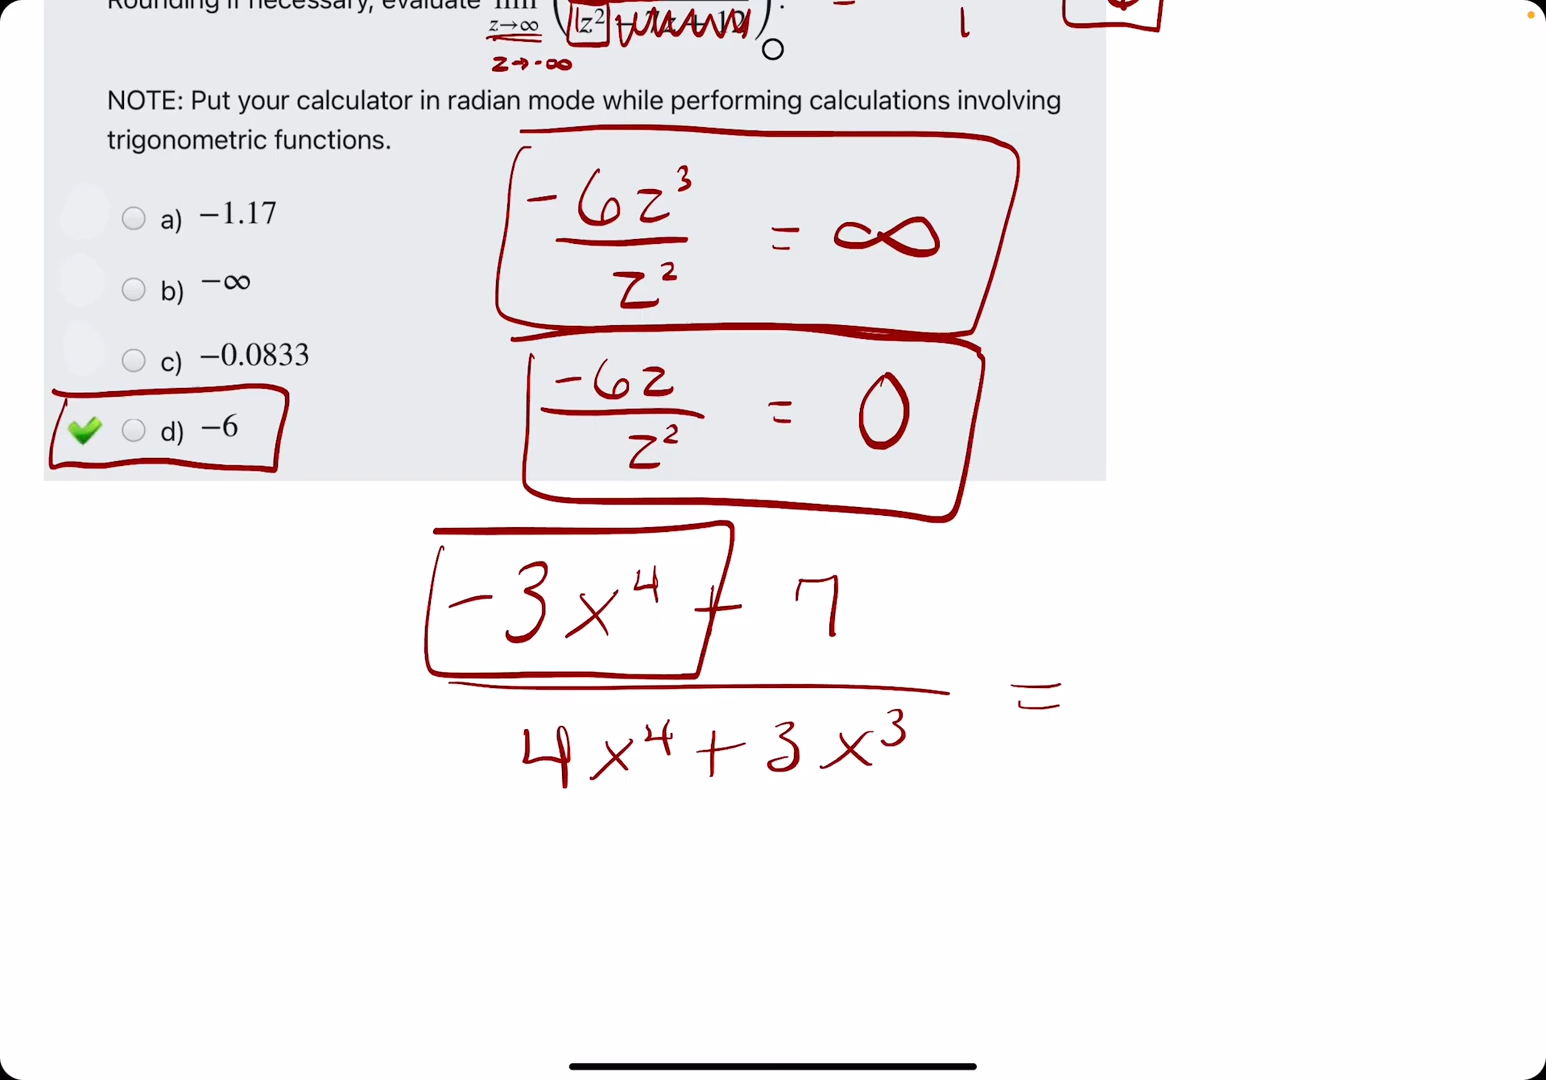 Rounding if necessary, evaluate lim z→∞ (z²
z→-∞
NOTE: Put your calculator in radian mode while performing calculations involving
trigonometric functions.
-6z³ / z² = ∞
a) −1.17
b) −∞
c) −0.0833
-6z / z² = 0
d) −6
-3x⁴ + 7
4x⁴ + 3x³ =